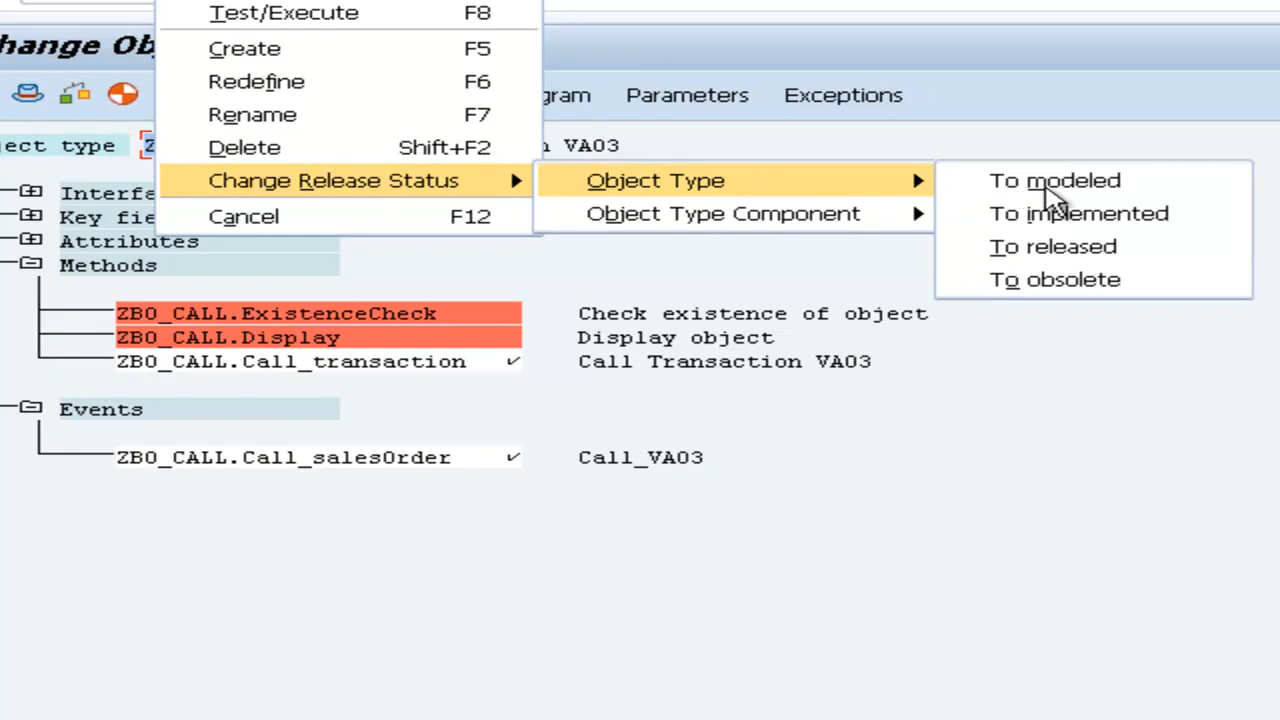 Test/Execute F8
hange Ob
Create F5
Redefine F6
gram Parameters Exceptions
Rename F7
ject type Z VA03
Delete Shift+F2
Change Release Status Object Type To modeled
Interfe
Key fie
Cancel F12 Object Type Component To implemented
Attributes To released
Methods
To obsolete
ZBO_CALL.ExistenceCheck Check existence of object
ZBO_CALL.Display Display object
ZBO_CALL.Call_transaction ✓ Call Transaction VA03
Events
ZBO_CALL.Call_salesOrder ✓ Call_VA03